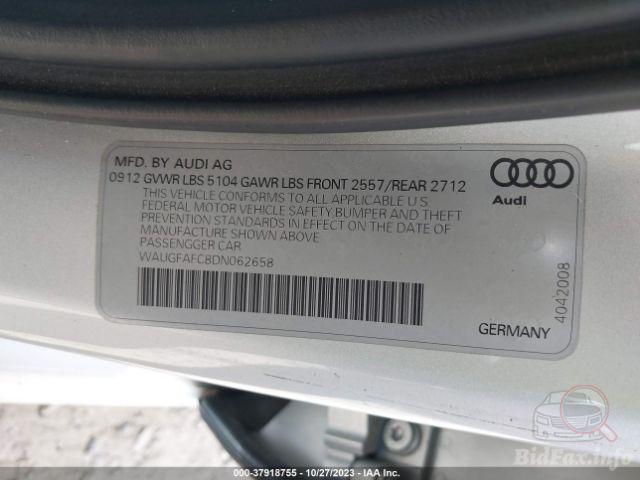 MFD. BY AUDI AG
0912 GVWR LBS 5104 GAWR LBS FRONT 2557/REAR 2712
THIS VEHICLE CONFORMS TO ALL APPLICABLE US
FEDERAL MOTOR VEHICLE SAFETY BUMPER AND THEFT
PREVENTION STANDARDS IN EFFECT ON THE DATE OF
MANUFACTURE SHOWN ABOVE
PASSENGGER CAR
WAUGFAFC8DN062658
Audi
4042008
GERMANY
BidFax.info
000-37918755 - 10/27/2023 - IAA Inc.